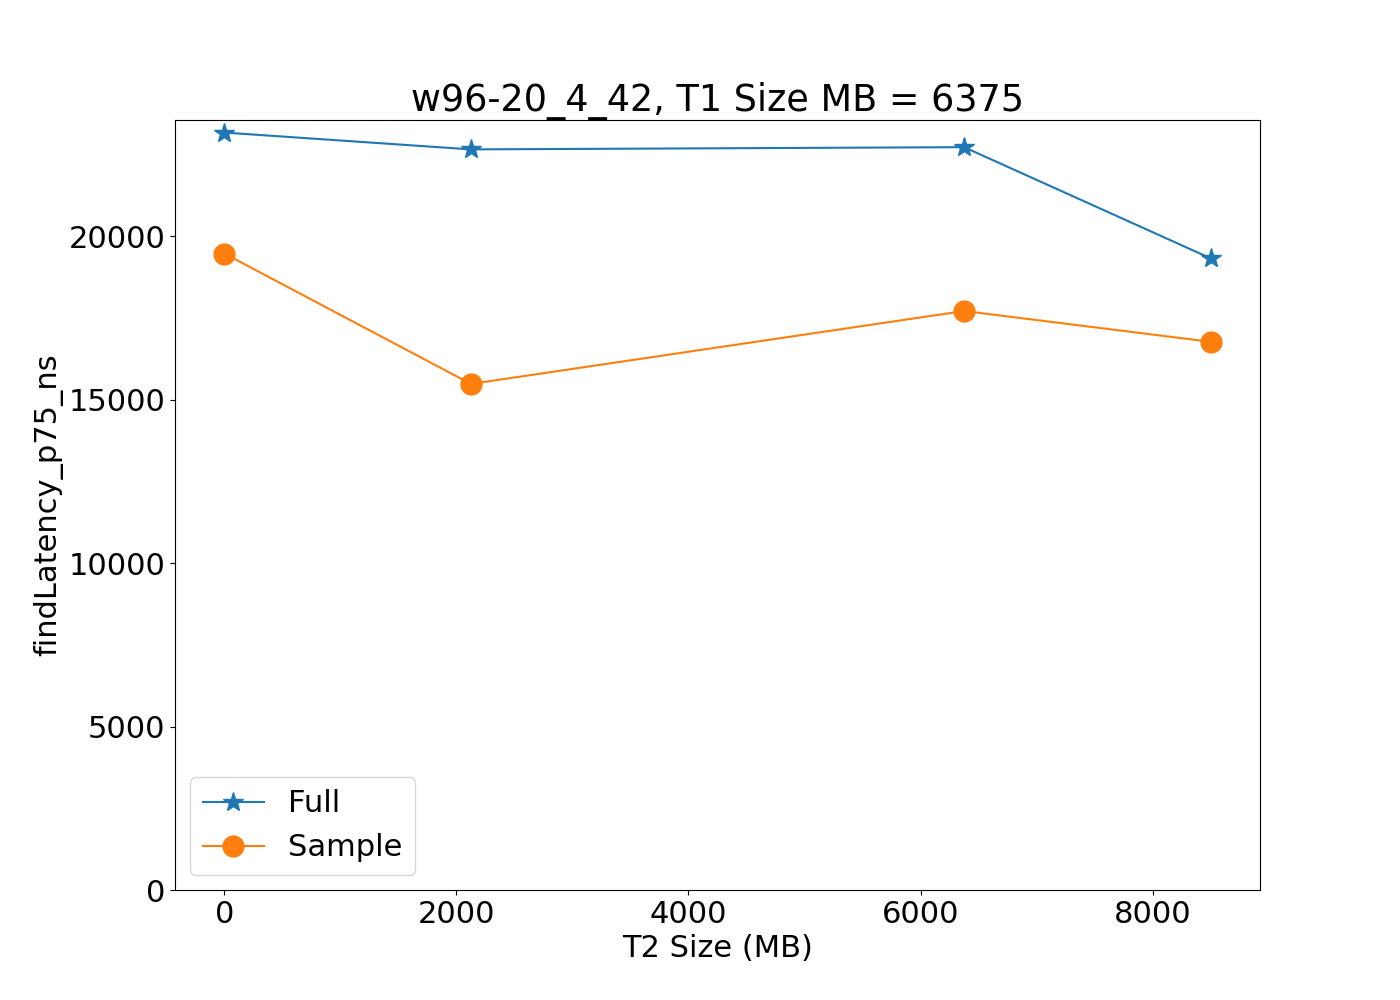 w96-20_4_42, T1 Size MB = 6375
findLatency_p75_ns
20000
15000
10000
5000
0
Full
Sample
0 2000 4000 6000 8000
T2 Size (MB)